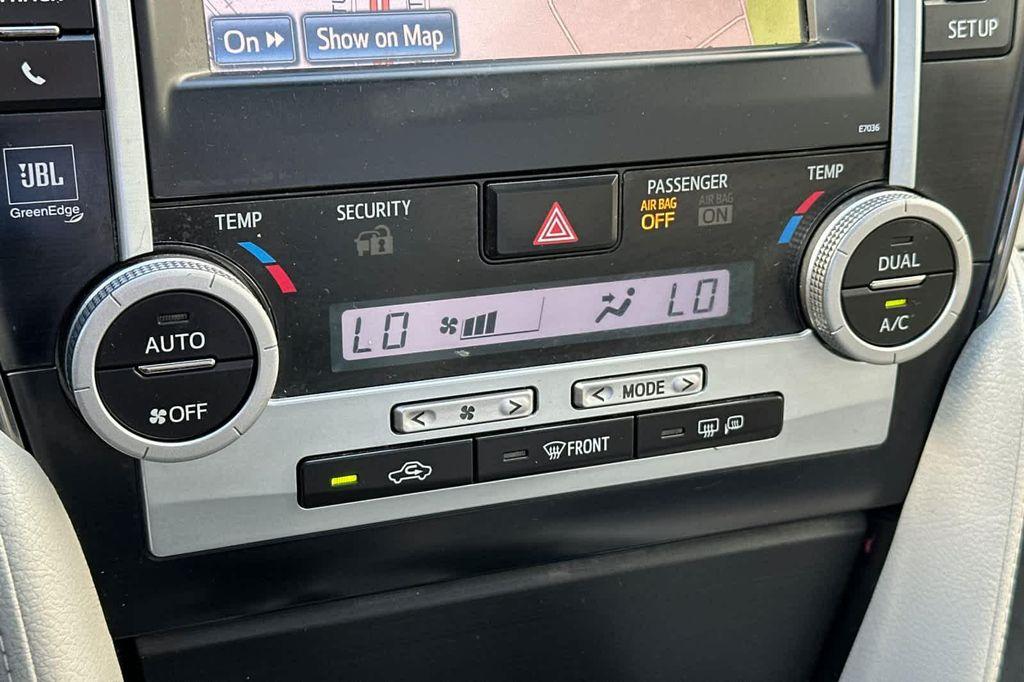 On
Show on Map
SETUP
E7036
JBL
GreenEdge
TEMP
SECURITY
PASSENGER
AIR BAG
OFF
AIR BAG
ON
TEMP
AUTO
OFF
LO
LO
DUAL
A/C
< >
< MODE >
FRONT